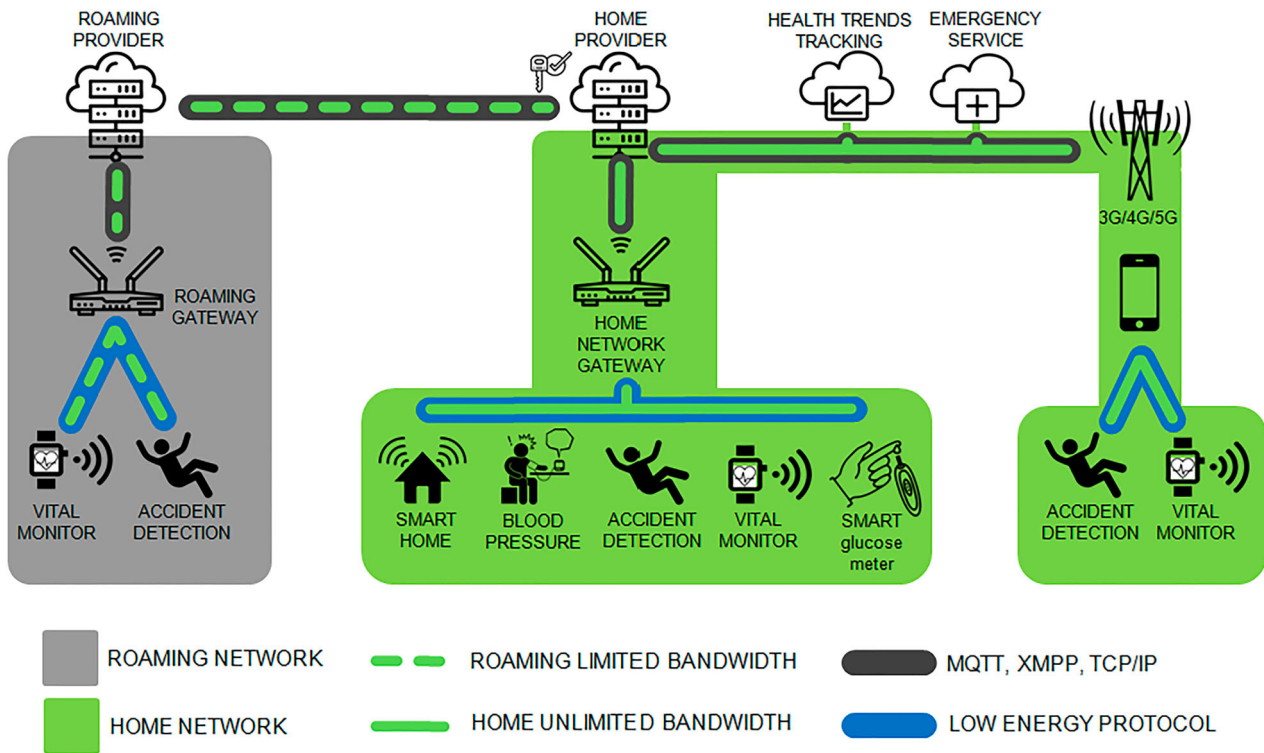 ROAMING
PROVIDER
HOME
PROVIDER
HEALTH TRENDS
TRACKING
EMERGENCY
SERVICE
3G/4G/5G
ROAMING
GATEWAY
HOME
NETWORK
GATEWAY
VITAL
MONITOR
ACCIDENT
DETECTION
SMART
HOME
BLOOD
PRESSURE
ACCIDENT
DETECTION
VITAL
MONITOR
SMART
glucose
meter
ACCIDENT
DETECTION
VITAL
MONITOR
ROAMING NETWORK
ROAMING LIMITED BANDWIDTH
MQTT, XMPP, TCP/IP
HOME NETWORK
HOME UNLIMITED BANDWIDTH
LOW ENERGY PROTOCOL